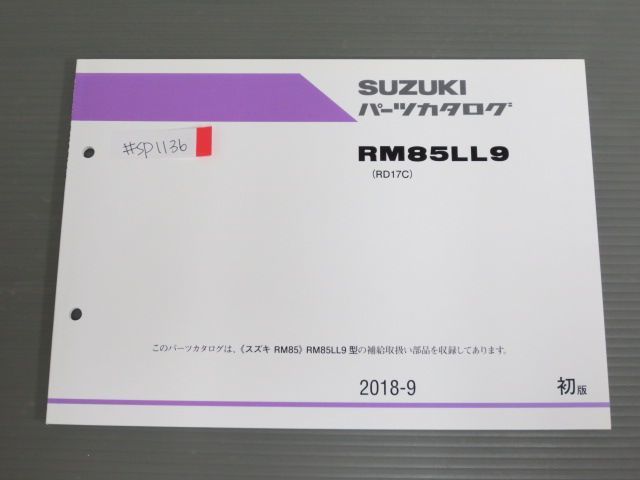 SUZUKI
パーツカタログ
#SP1136
RM85LL9
(RD17C)
このパーツカタログは、《スズキ RM85》RM85LL9 型の補給取扱い部品を収録してあります。
2018-9
初版